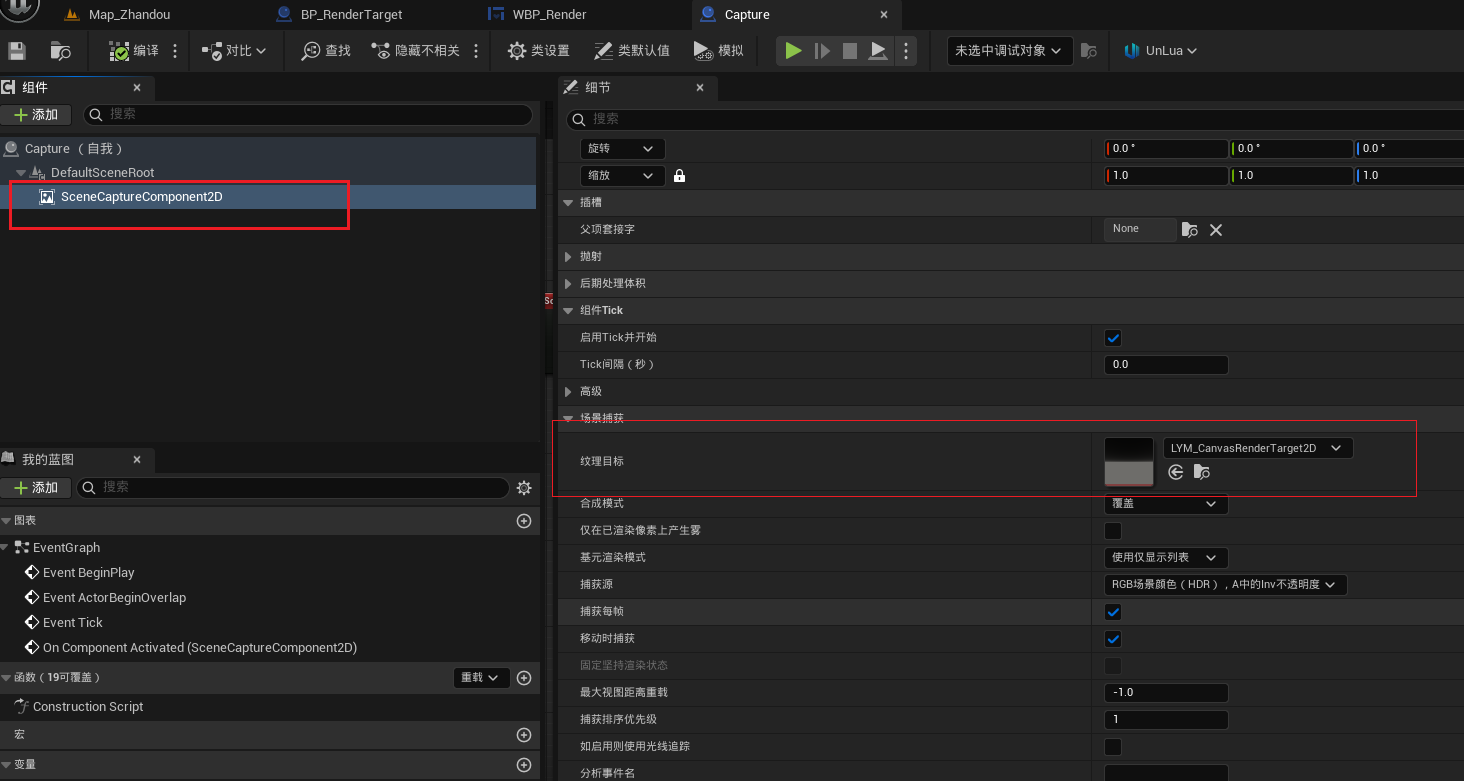 Map_Zhandou
BP_RenderTarget
WBP_Render
Capture
编译
对比
查找
隐藏不相关
类设置
类默认值
模拟
未选中调试对象
UnLua
组件
添加
搜索
Capture （自我）
DefaultSceneRoot
SceneCaptureComponent2D
我的蓝图
添加
搜索
图表
EventGraph
Event BeginPlay
Event ActorBeginOverlap
Event Tick
On Component Activated (SceneCaptureComponent2D)
函数（19可覆盖）
重载
Construction Script
宏
变量
细节
搜索
旋转
0.0 °
0.0 °
0.0 °
缩放
1.0
1.0
1.0
插槽
父项套接字
None
抛射
后期处理体积
组件Tick
启用Tick并开始
Tick间隔（秒）
0.0
高级
场景捕获
纹理目标
LYM_CanvasRenderTarget2D
合成模式
覆盖
仅在已渲染像素上产生雾
基元渲染模式
使用仅显示列表
捕获源
RGB场景颜色（HDR），A中的Inv不透明度
捕获每帧
移动时捕获
固定坚持渲染状态
最大视图距离重载
-1.0
捕获排序优先级
1
如启用则使用光线追踪
分析事件名